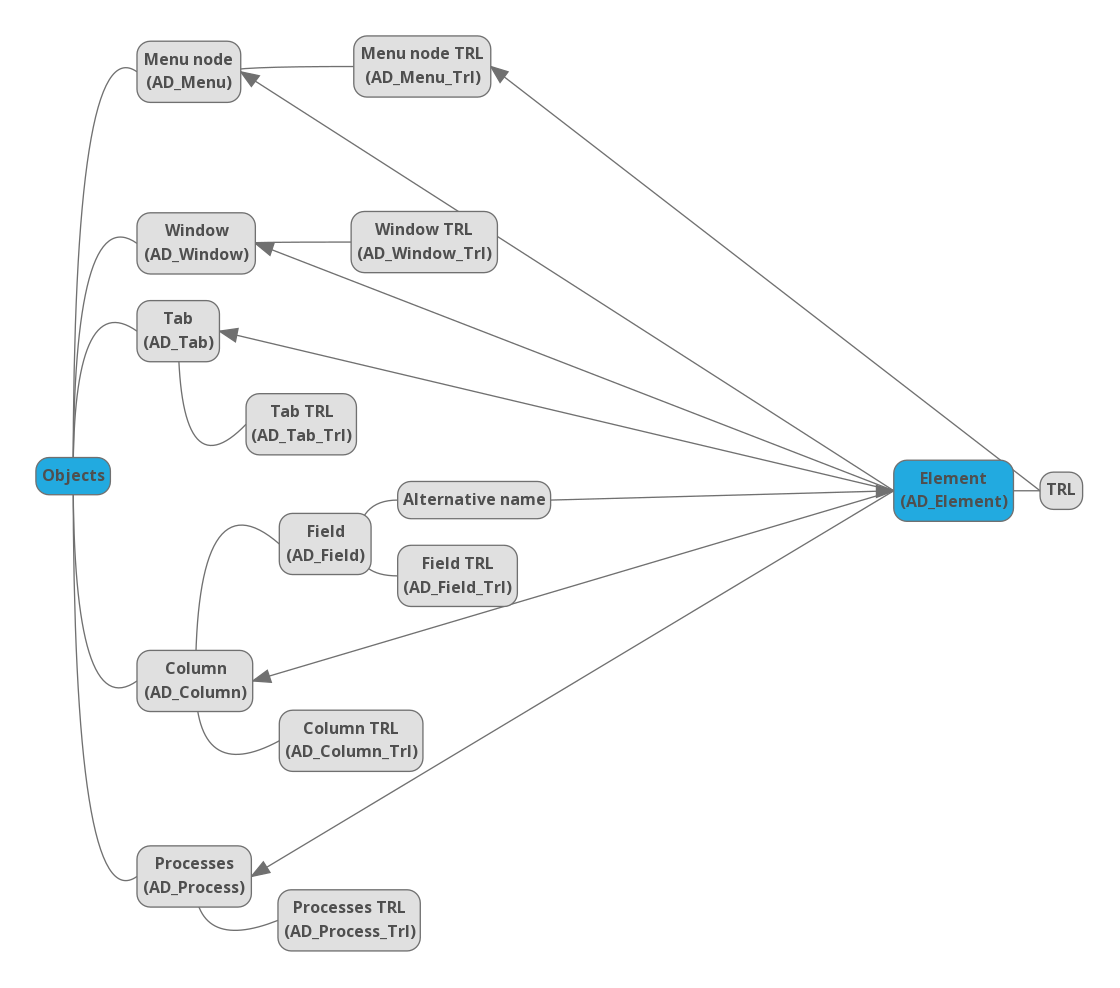 Menu node
(AD_Menu)
Menu node TRL
(AD_Menu_Trl)
Window
(AD_Window)
Window TRL
(AD_Window_Trl)
Tab
(AD_Tab)
Tab TRL
(AD_Tab_Trl)
Objects
Alternative name
Element
(AD_Element)
TRL
Field
(AD_Field)
Field TRL
(AD_Field_Trl)
Column
(AD_Column)
Column TRL
(AD_Column_Trl)
Processes
(AD_Process)
Processes TRL
(AD_Process_Trl)